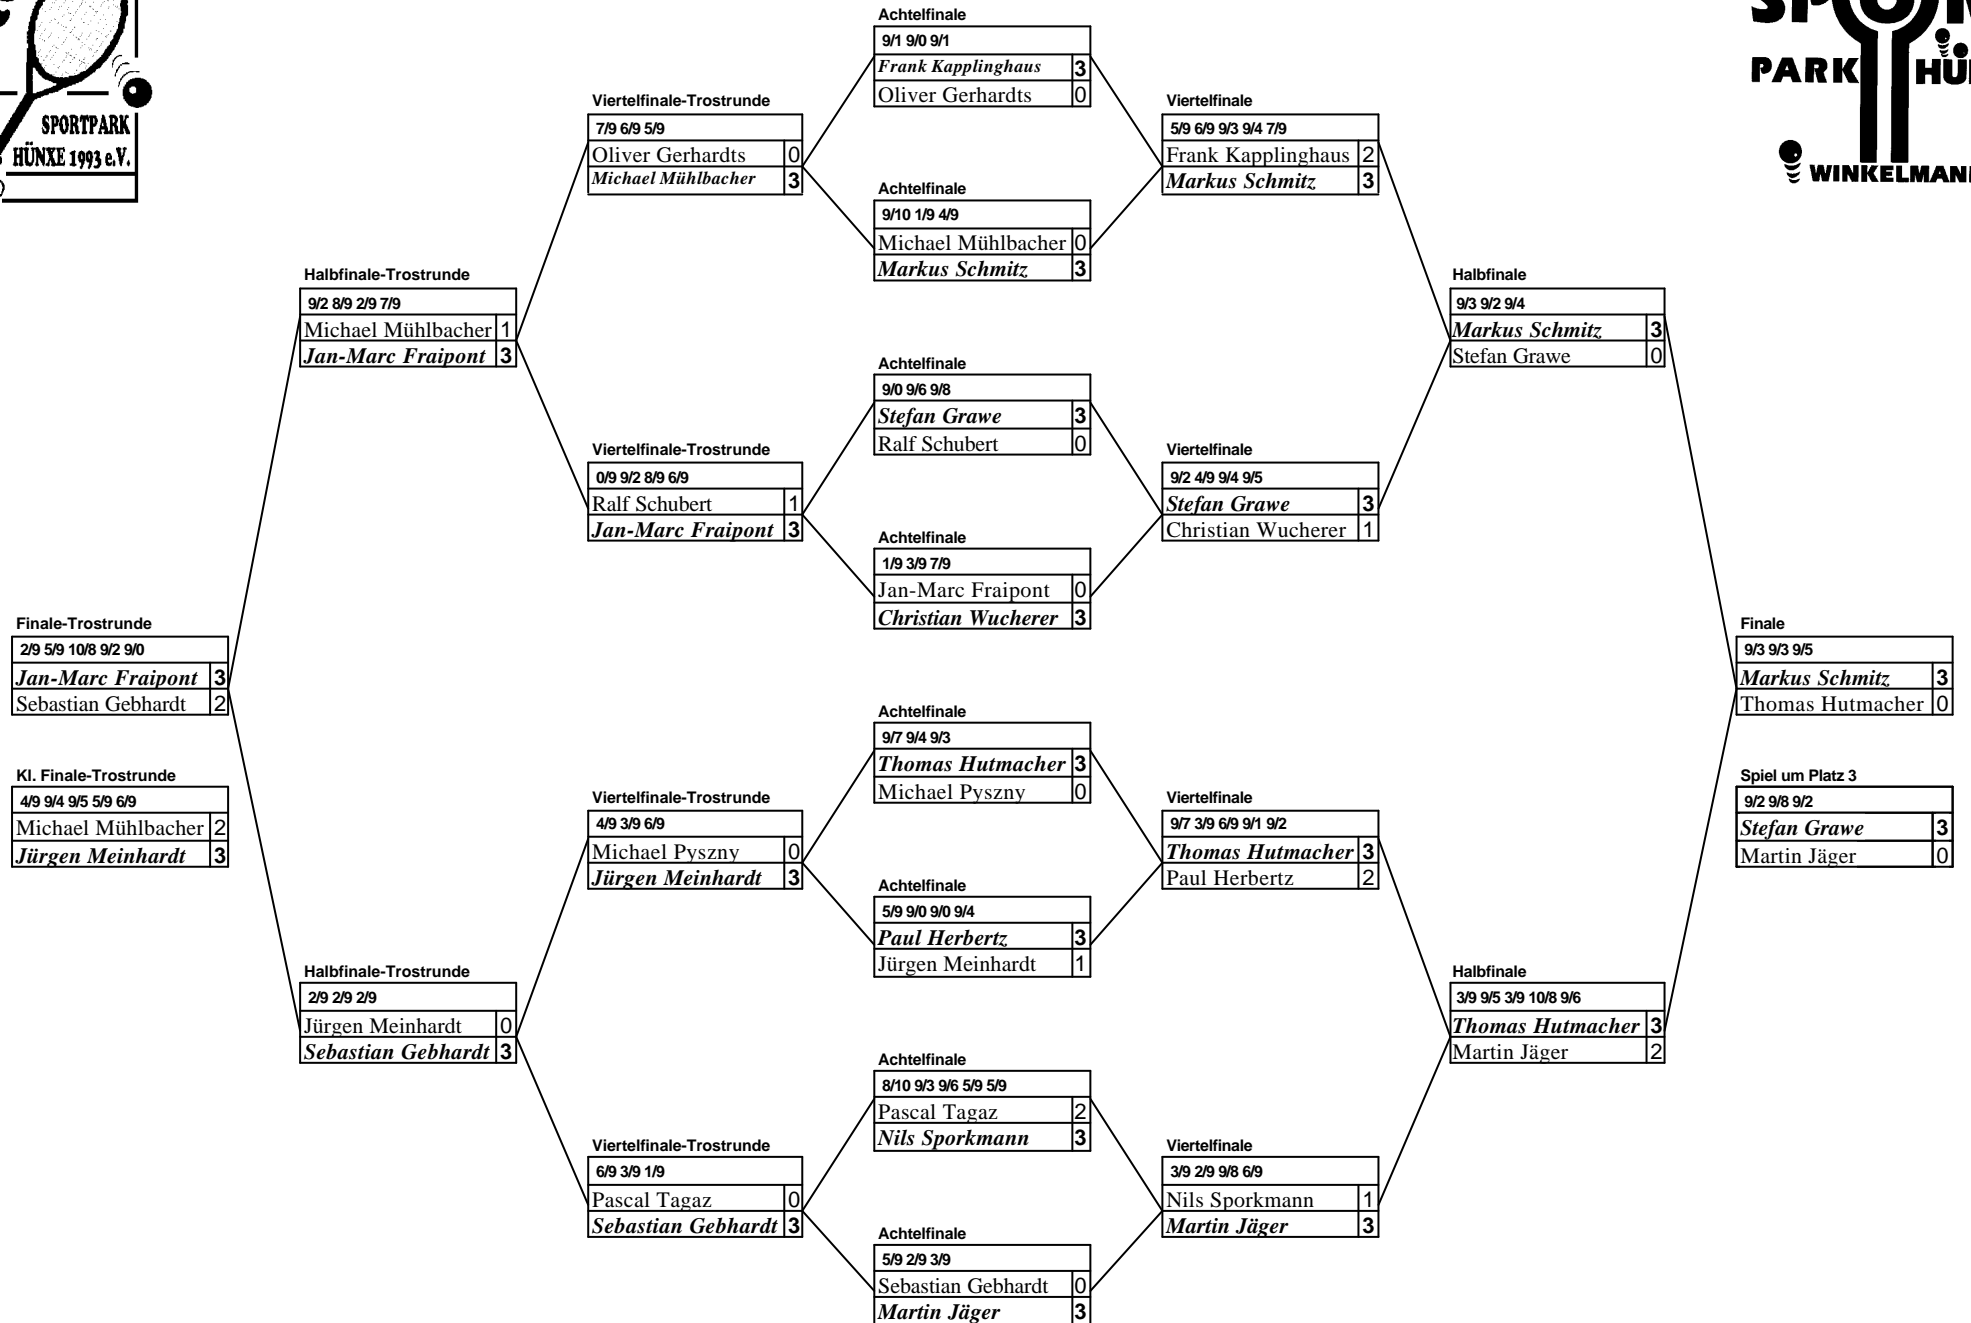 SPORTPARK
HÜNXE 1993 e.V.
PARK
WINKELMAN
Finale-Trostrunde
2/9 5/9 10/8 9/2 9/0
Jan-Marc Fraipont 3
Sebastian Gebhardt 2
Kl. Finale-Trostrunde
4/9 9/4 9/5 5/9 6/9
Michael Mühlbacher 2
Jürgen Meinhardt 3
Halbfinale-Trostrunde
9/2 8/9 2/9 7/9
Michael Mühlbacher 1
Jan-Marc Fraipont 3
Halbfinale-Trostrunde
2/9 2/9 2/9
Jürgen Meinhardt 0
Sebastian Gebhardt 3
Viertelfinale-Trostrunde
7/9 6/9 5/9
Oliver Gerhardts 0
Michael Mühlbacher 3
Viertelfinale-Trostrunde
0/9 9/2 8/9 6/9
Ralf Schubert 1
Jan-Marc Fraipont 3
Viertelfinale-Trostrunde
4/9 3/9 6/9
Michael Pyszny 0
Jürgen Meinhardt 3
Viertelfinale-Trostrunde
6/9 3/9 1/9
Pascal Tagaz 0
Sebastian Gebhardt 3
Achtelfinale
9/1 9/0 9/1
Frank Kapplinghaus 3
Oliver Gerhardts 0
Achtelfinale
9/10 1/9 4/9
Michael Mühlbacher 0
Markus Schmitz 3
Achtelfinale
9/0 9/6 9/8
Stefan Grawe 3
Ralf Schubert 0
Achtelfinale
1/9 3/9 7/9
Jan-Marc Fraipont 0
Christian Wucherer 3
Achtelfinale
9/7 9/4 9/3
Thomas Hutmacher 3
Michael Pyszny 0
Achtelfinale
5/9 9/0 9/0 9/4
Paul Herbertz 3
Jürgen Meinhardt 1
Achtelfinale
8/10 9/3 9/6 5/9 5/9
Pascal Tagaz 2
Nils Sporkmann 3
Achtelfinale
5/9 2/9 3/9
Sebastian Gebhardt 0
Martin Jäger 3
Viertelfinale
5/9 6/9 9/3 9/4 7/9
Frank Kapplinghaus 2
Markus Schmitz 3
Viertelfinale
9/2 4/9 9/4 9/5
Stefan Grawe 3
Christian Wucherer 1
Viertelfinale
9/7 3/9 6/9 9/1 9/2
Thomas Hutmacher 3
Paul Herbertz 2
Viertelfinale
3/9 2/9 9/8 6/9
Nils Sporkmann 1
Martin Jäger 3
Halbfinale
9/3 9/2 9/4
Markus Schmitz 3
Stefan Grawe 0
Halbfinale
3/9 9/5 3/9 10/8 9/6
Thomas Hutmacher 3
Martin Jäger 2
Finale
9/3 9/3 9/5
Markus Schmitz 3
Thomas Hutmacher 0
Spiel um Platz 3
9/2 9/8 9/2
Stefan Grawe 3
Martin Jäger 0